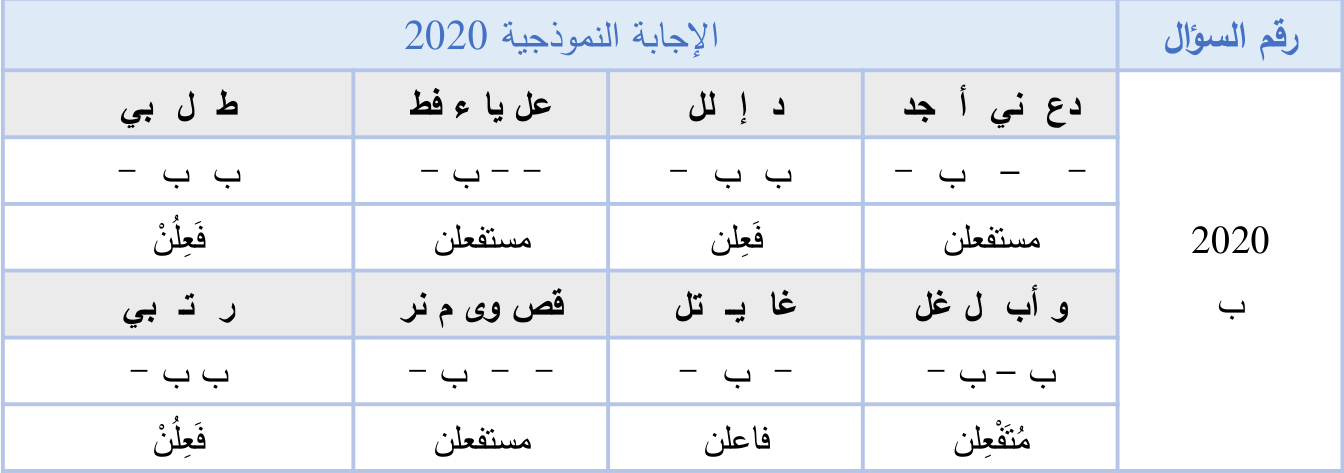 رقم السؤال الإجابة النموذجية 2020
دع ني أ جد د إ لل عل يا ء فط ط ل بي
- – ب - ب ب - - - ب - ب ب -
مستفعلن فَعِلن مستفعلن فَعِلُنْ
2020
ب
و أب ل غل غا يـ تل قص وى م نر ر تـ بي
ب – ب - - ب - - - ب - ب ب -
مُتَفْعِلن فاعلن مستفعلن فَعِلُنْ